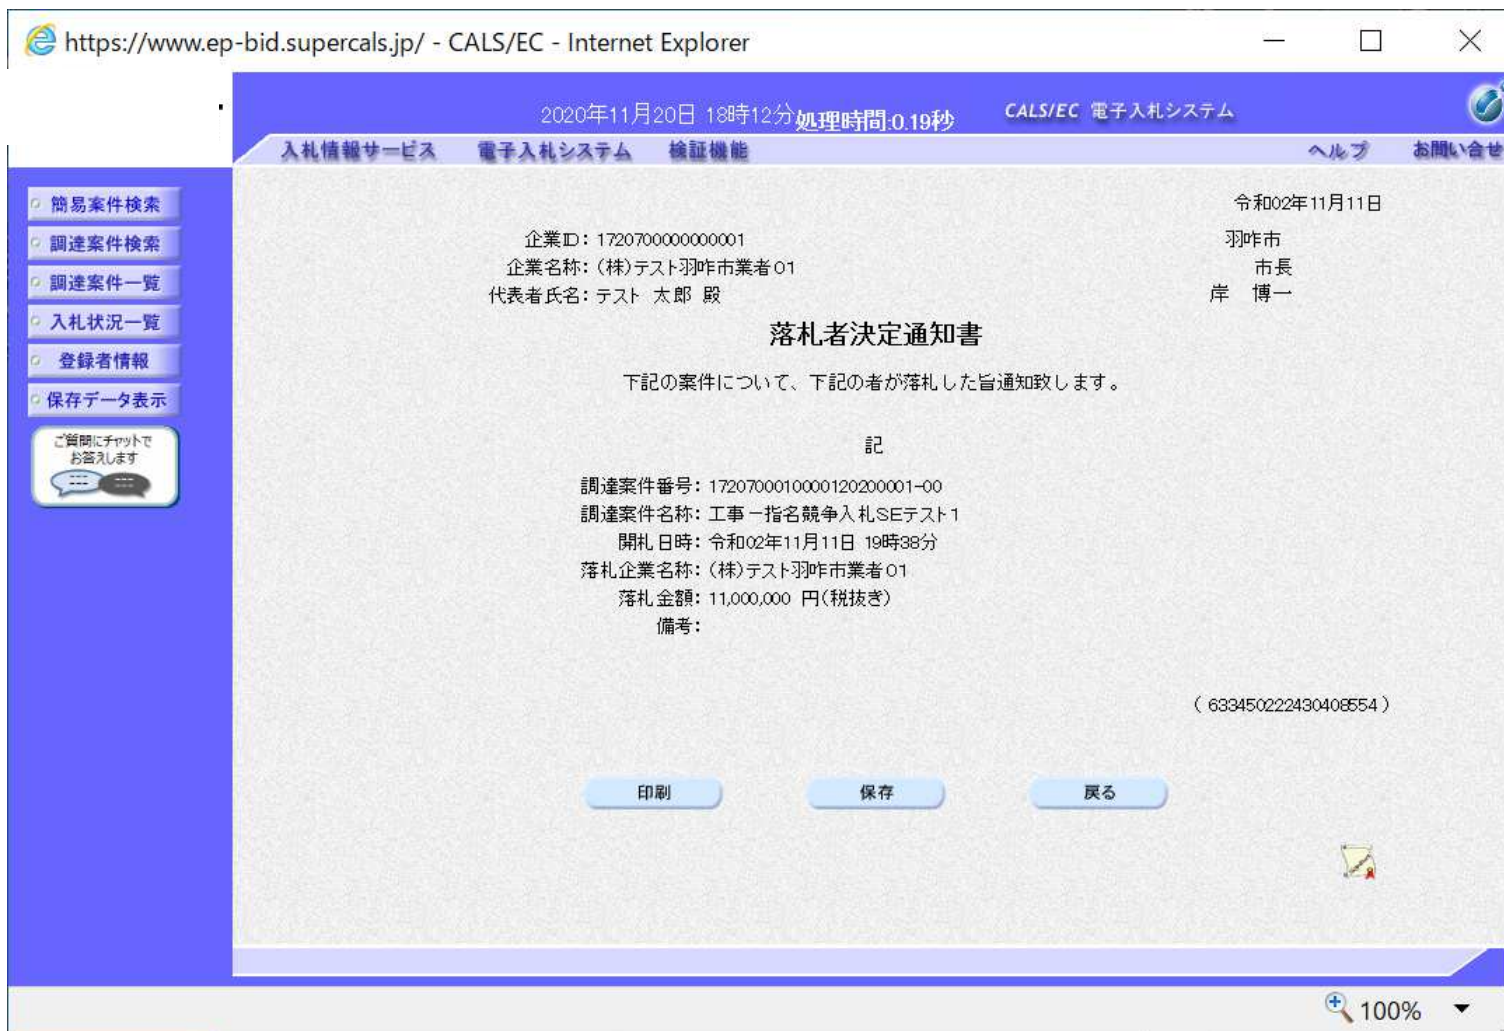 https://www.ep-bid.supercals.jp/ - CALS/EC - Internet Explorer
2020年11月20日 18時12分処理時間:0.19秒
CALS/EC 電子入札システム
入札情報サービス 電子入札システム 検証機能 ヘルプ お問い合せ
簡易案件検索
調達案件検索
調達案件一覧
入札状況一覧
登録者情報
保存データ表示
ご質問にチャットで
お答えします
令和02年11月11日
企業ID：1720700000000001
羽咋市
企業名称：(株)テスト羽咋市業者01
市長
代表者氏名：テスト 太郎 殿
岸 博一
落札者決定通知書
下記の案件について、下記の者が落札した旨通知致します。
記
調達案件番号：1720700010000120200001-00
調達案件名称：工事－指名競争入札SEテスト1
開札日時：令和02年11月11日 19時38分
落札企業名称：(株)テスト羽咋市業者01
落札金額：11,000,000 円(税抜き)
備考：
( 633450222430408554 )
印刷 保存 戻る
100%